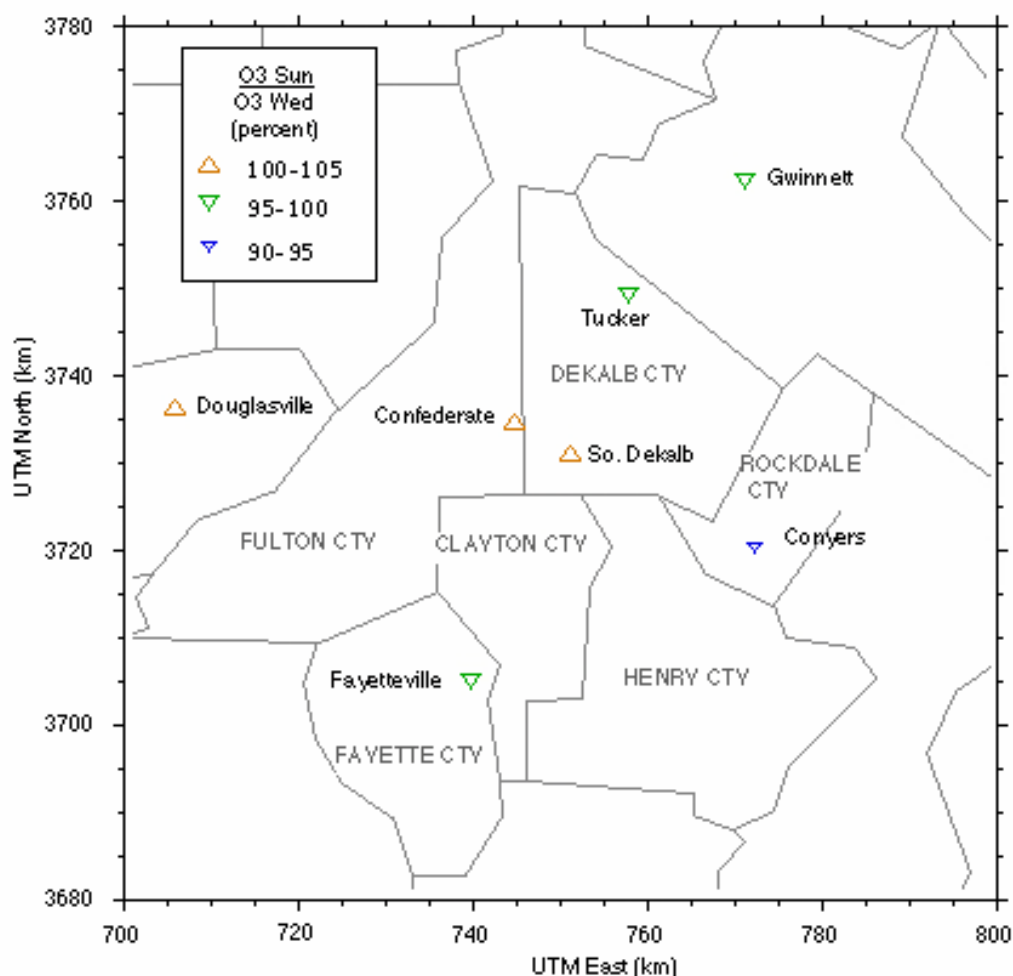 3780
3760
3740
3720
3700
3680
UTM North (km)
O3 Sun
O3 Wed
(percent)
100-105
95-100
90-95
Gwinnett
Tucker
DEKALB CTY
Douglasville
Confederate
So. Dekalb
ROCKDALE
CTY
FULTON CTY
CLAYTON CTY
Conyers
Fayetteville
HENRY CTY
FAYETTE CTY
700
720
740
760
780
800
UTM East (km)